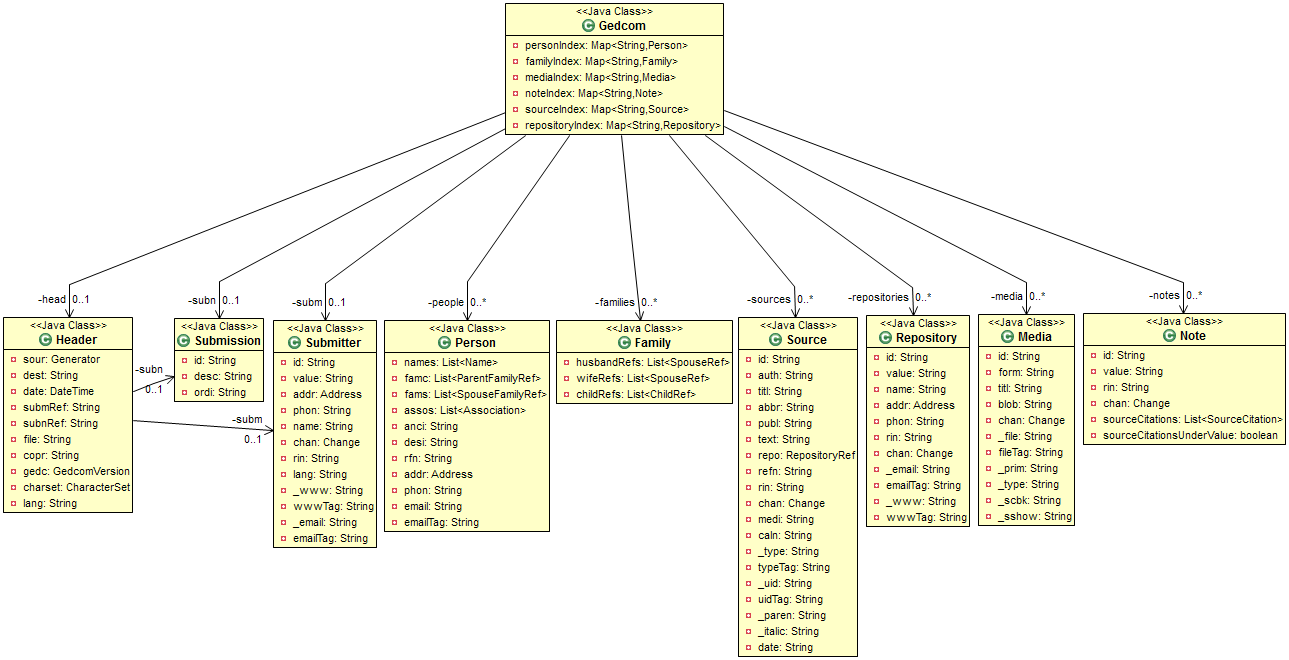 <<Java Class>>
Gedcom
personIndex: Map<String,Person>
familyIndex: Map<String,Family>
mediaIndex: Map<String,Media>
noteIndex: Map<String,Note>
sourceIndex: Map<String,Source>
repositoryIndex: Map<String,Repository>
-head 0..1
-subn 0..1
-subm 0..1
-people 0..*
-families 0..*
-sources 0..*
-repositories 0..*
-media 0..*
-notes 0..*
<<Java Class>>
Header
sour: Generator
dest: String
date: DateTime
submRef: String
subnRef: String
file: String
copr: String
gedc: GedcomVersion
charset: CharacterSet
lang: String
-subn
0..1
-subm
0..1
<<Java Class>>
Submission
id: String
desc: String
ordi: String
<<Java Class>>
Submitter
id: String
value: String
addr: Address
phon: String
name: String
chan: Change
rin: String
lang: String
_www: String
wwwTag: String
_email: String
emailTag: String
<<Java Class>>
Person
names: List<Name>
famc: List<ParentFamilyRef>
fams: List<SpouseFamilyRef>
assos: List<Association>
anci: String
desi: String
rfn: String
addr: Address
phon: String
email: String
emailTag: String
<<Java Class>>
Family
husbandRefs: List<SpouseRef>
wifeRefs: List<SpouseRef>
childRefs: List<ChildRef>
<<Java Class>>
Source
id: String
auth: String
titl: String
abbr: String
publ: String
text: String
repo: RepositoryRef
refn: String
rin: String
chan: Change
medi: String
caln: String
_type: String
typeTag: String
_uid: String
uidTag: String
_paren: String
_italic: String
date: String
<<Java Class>>
Repository
id: String
value: String
name: String
addr: Address
phon: String
rin: String
chan: Change
_email: String
emailTag: String
_www: String
wwwTag: String
<<Java Class>>
Media
id: String
form: String
titl: String
blob: String
chan: Change
_file: String
fileTag: String
_prim: String
_type: String
_scbk: String
_sshow: String
<<Java Class>>
Note
id: String
value: String
rin: String
chan: Change
sourceCitations: List<SourceCitation>
sourceCitationsUnderValue: boolean